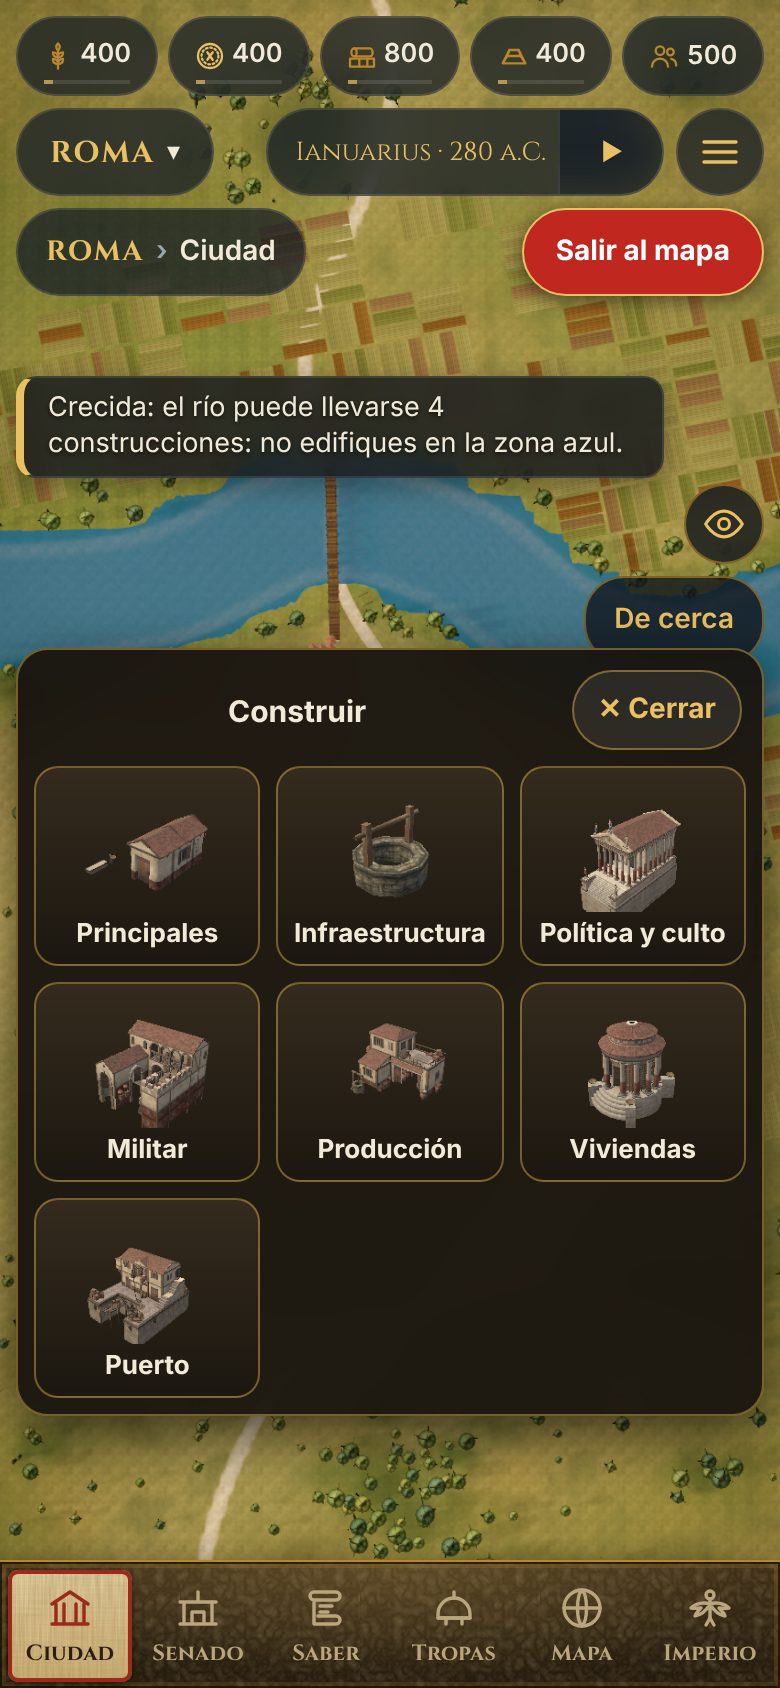 400
400
800
400
500
ROMA ▾
Ianuarius · 280 a.C.
ROMA › Ciudad
Salir al mapa
Crecida: el río puede llevarse 4
construcciones: no edifiques en la zona azul.
De cerca
Construir
✕ Cerrar
Principales
Infraestructura
Política y culto
Militar
Producción
Viviendas
Puerto
Ciudad
Senado
Saber
Tropas
Mapa
Imperio